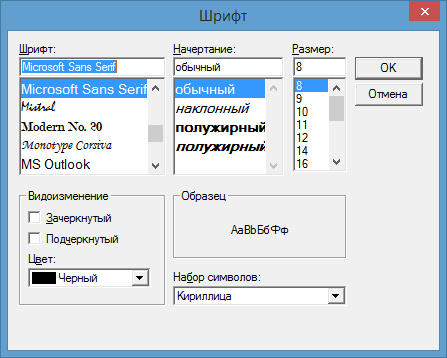 Шрифт
Шрифт:
Microsoft Sans Serif
Microsoft Sans Serif
Mistral
Modern No. 20
Monotype Corsiva
MS Outlook
Начертание:
обычный
обычный
наклонный
полужирный
полужирный
Размер:
8
8
9
10
11
12
14
16
OK
Отмена
Видоизменение
Зачеркнутый
Подчеркнутый
Цвет:
Черный
Образец
АаBbБбФф
Набор символов:
Кириллица